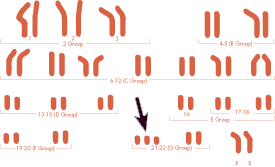 1 2 3
2 Group
4-5 (B Group)
6-12 (C Group)
13-15 (D Group)
16
17-18
E Group
19-20 (F Group)
21-22 (G Group)
X X